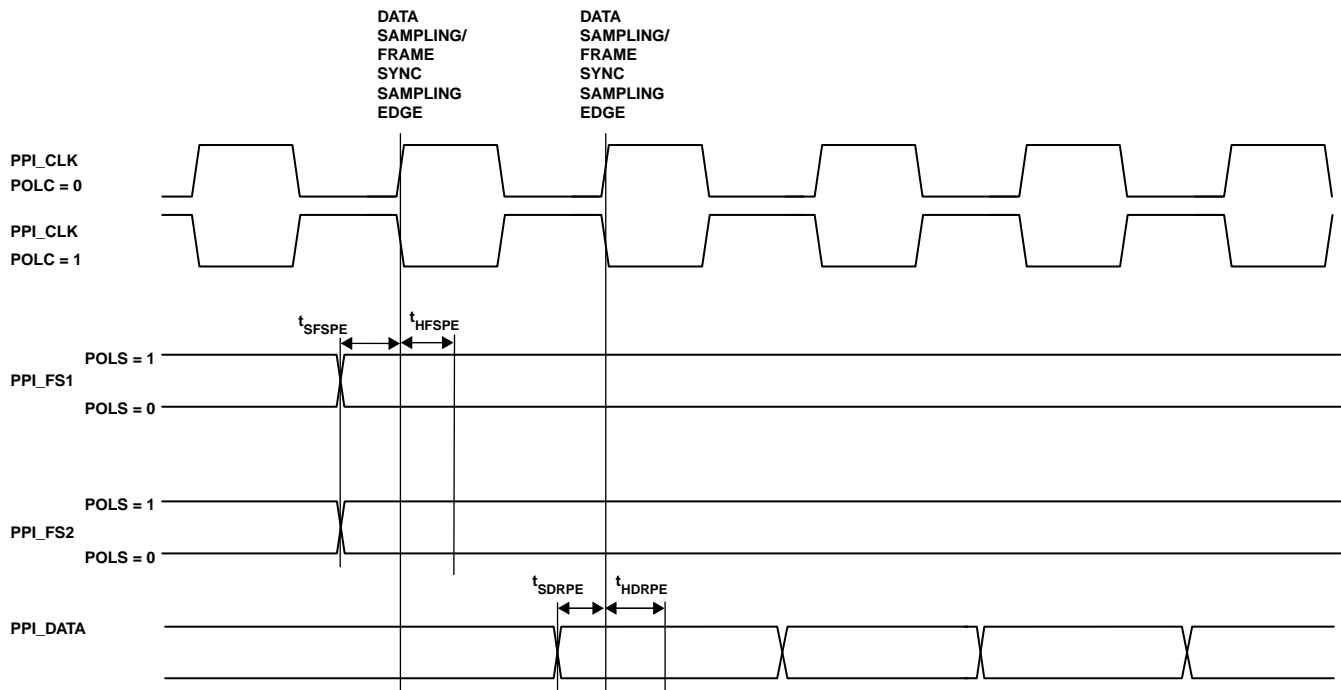 DATA
SAMPLING/
FRAME
SYNC
SAMPLING
EDGE
DATA
SAMPLING/
FRAME
SYNC
SAMPLING
EDGE
PPI_CLK
POLC = 0
PPI_CLK
POLC = 1
tSFSPE
tHFSPE
POLS = 1
PPI_FS1
POLS = 0
POLS = 1
PPI_FS2
POLS = 0
tSDRPE
tHDRPE
PPI_DATA